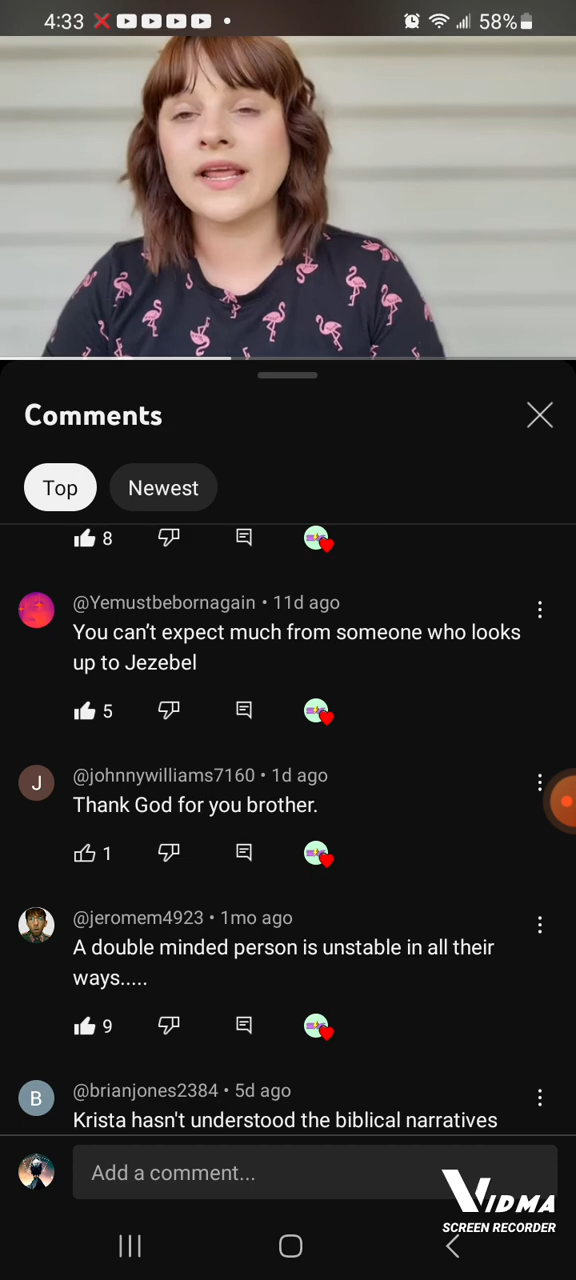 4:33
58%
Comments
Top
Newest
8
@Yemustbebornagain • 11d ago
You can’t expect much from someone who looks
up to Jezebel
5
J
@johnnywilliams7160 • 1d ago
Thank God for you brother.
1
@jeromem4923 • 1mo ago
A double minded person is unstable in all their
ways.....
9
B
@brianjones2384 • 5d ago
Krista hasn't understood the biblical narratives
Add a comment...
VIDMA
SCREEN RECORDER